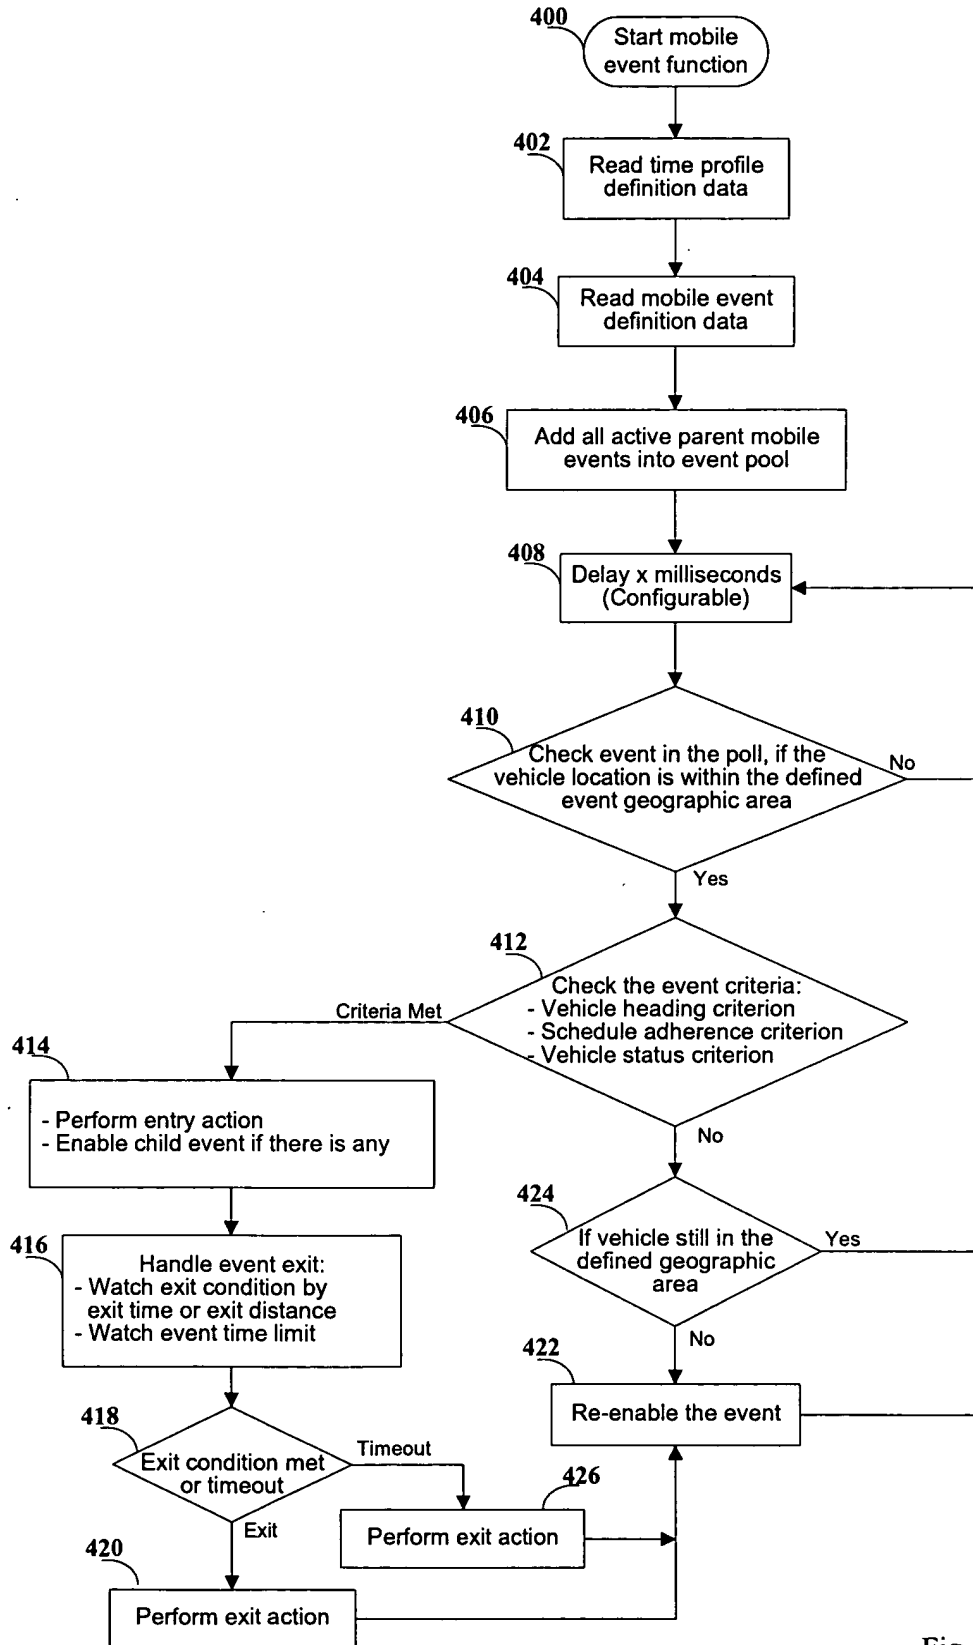 400
Start mobile
event function
402
Read time profile
definition data
404
Read mobile event
definition data
406
Add all active parent mobile
events into event pool
408
Delay x milliseconds
(Configurable)
410
Check event in the poll, if the
vehicle location is within the defined
event geographic area
No
Yes
412
Check the event criteria:
- Vehicle heading criterion
- Schedule adherence criterion
- Vehicle status criterion
Criteria Met
No
414
- Perform entry action
- Enable child event if there is any
424
If vehicle still in the
defined geographic
area
Yes
No
416
Handle event exit:
- Watch exit condition by
exit time or exit distance
- Watch event time limit
422
Re-enable the event
418
Exit condition met
or timeout
Timeout
Exit
426
Perform exit action
420
Perform exit action
Fig